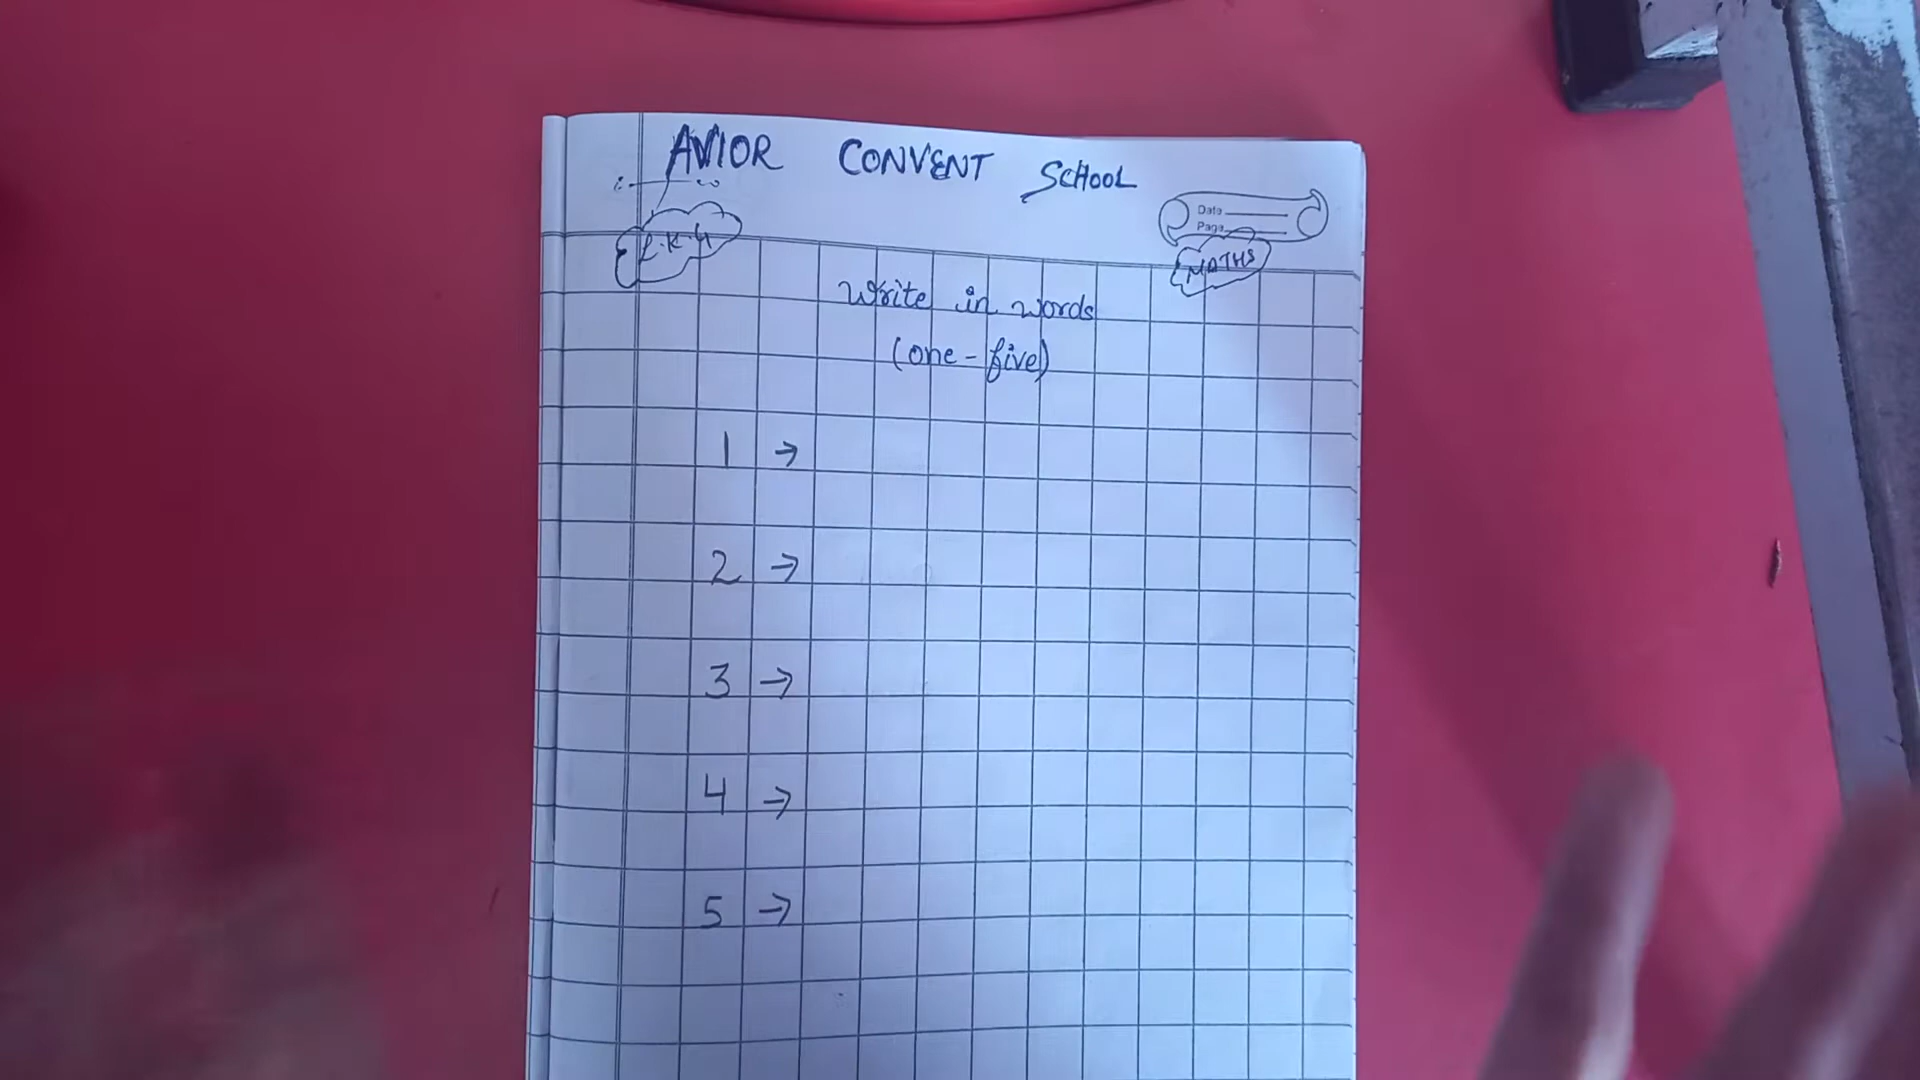 AVIOR CONVENT SCHOOL
Date
Page
L.K.G
MATHS
Write in words
(one - five)
1 →
2 →
3 →
4 →
5 →